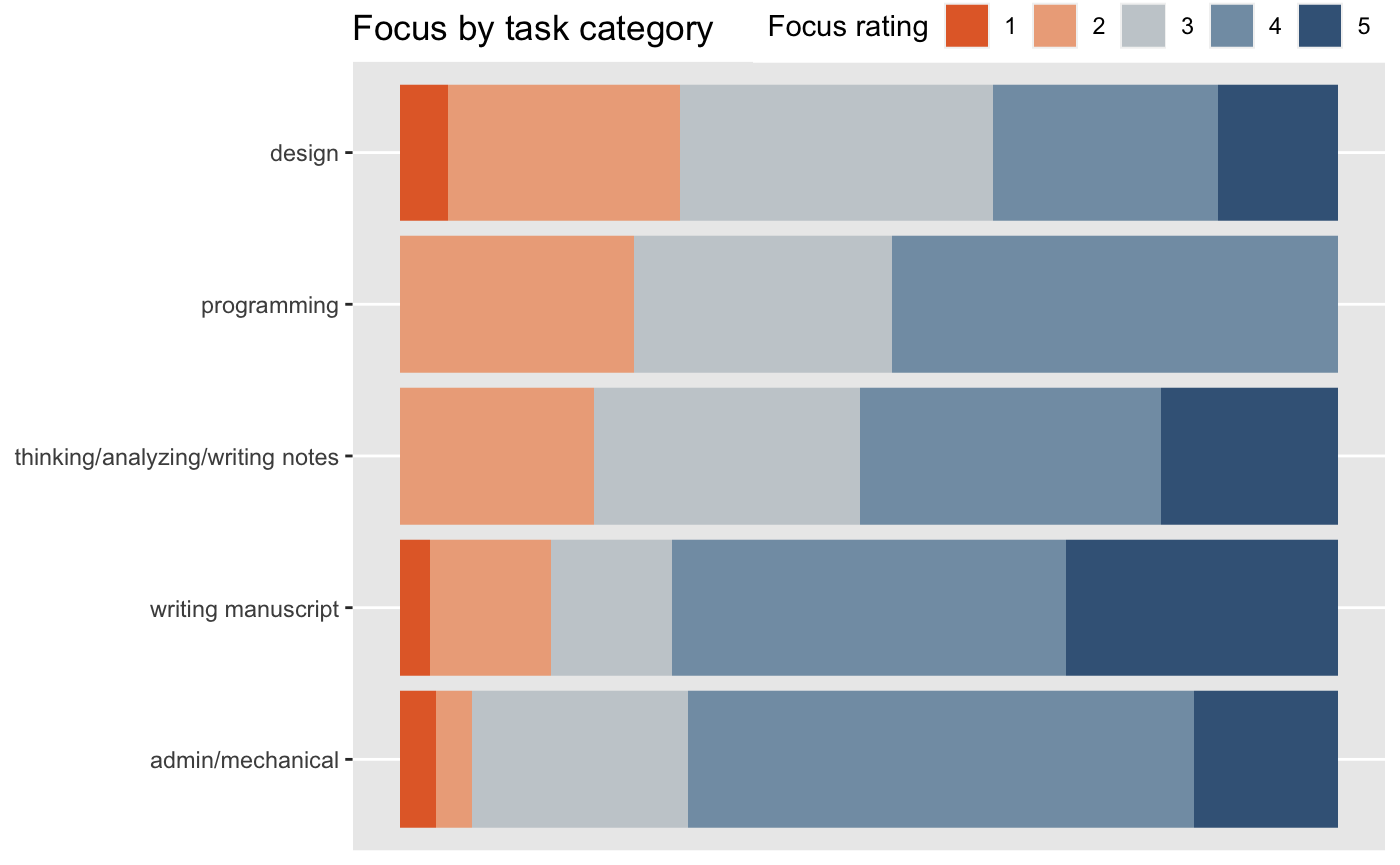 Focus by task category
Focus rating 1 2 3 4 5
design
programming
thinking/analyzing/writing notes
writing manuscript
admin/mechanical